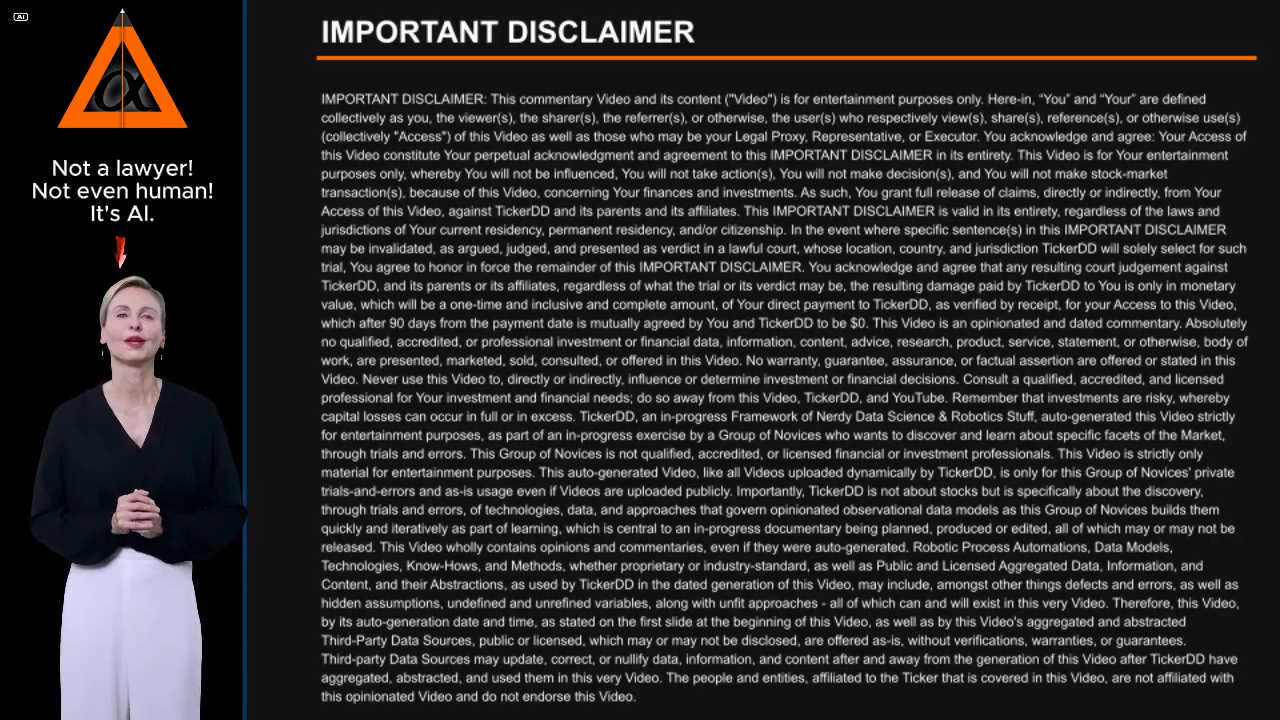 AI
α
Not a lawyer!
Not even human!
It's AI.
IMPORTANT DISCLAIMER
IMPORTANT DISCLAIMER: This commentary Video and its content ("Video") is for entertainment purposes only. Here-in, “You” and “Your” are defined
collectively as you, the viewer(s), the sharer(s), the referrer(s), or otherwise, the user(s) who respectively view(s), share(s), reference(s), or otherwise use(s)
(collectively "Access") of this Video as well as those who may be your Legal Proxy, Representative, or Executor. You acknowledge and agree: Your Access of
this Video constitute Your perpetual acknowledgment and agreement to this IMPORTANT DISCLAIMER in its entirety. This Video is for Your entertainment
purposes only, whereby You will not be influenced, You will not take action(s), You will not make decision(s), and You will not make stock-market
transaction(s), because of this Video, concerning Your finances and investments. As such, You grant full release of claims, directly or indirectly, from Your
Access of this Video, against TickerDD and its parents and its affiliates. This IMPORTANT DISCLAIMER is valid in its entirety, regardless of the laws and
jurisdictions of Your current residency, permanent residency, and/or citizenship. In the event where specific sentence(s) in this IMPORTANT DISCLAIMER
may be invalidated, as argued, judged, and presented as verdict in a lawful court, whose location, country, and jurisdiction TickerDD will solely select for such
trial, You agree to honor in force the remainder of this IMPORTANT DISCLAIMER. You acknowledge and agree that any resulting court judgement against
TickerDD, and its parents or its affiliates, regardless of what the trial or its verdict may be, the resulting damage paid by TickerDD to You is only in monetary
value, which will be a one-time and inclusive and complete amount, of Your direct payment to TickerDD, as verified by receipt, for your Access to this Video,
which after 90 days from the payment date is mutually agreed by You and TickerDD to be $0. This Video is an opinionated and dated commentary. Absolutely
no qualified, accredited, or professional investment or financial data, information, content, advice, research, product, service, statement, or otherwise, body of
work, are presented, marketed, sold, consulted, or offered in this Video. No warranty, guarantee, assurance, or factual assertion are offered or stated in this
Video. Never use this Video to, directly or indirectly, influence or determine investment or financial decisions. Consult a qualified, accredited, and licensed
professional for Your investment and financial needs; do so away from this Video, TickerDD, and YouTube. Remember that investments are risky, whereby
capital losses can occur in full or in excess. TickerDD, an in-progress Framework of Nerdy Data Science & Robotics Stuff, auto-generated this Video strictly
for entertainment purposes, as part of an in-progress exercise by a Group of Novices who wants to discover and learn about specific facets of the Market,
through trials and errors. This Group of Novices is not qualified, accredited, or licensed financial or investment professionals. This Video is strictly only
material for entertainment purposes. This auto-generated Video, like all Videos uploaded dynamically by TickerDD, is only for this Group of Novices' private
trials-and-errors and as-is usage even if Videos are uploaded publicly. Importantly, TickerDD is not about stocks but is specifically about the discovery,
through trials and errors, of technologies, data, and approaches that govern opinionated observational data models as this Group of Novices builds them
quickly and iteratively as part of learning, which is central to an in-progress documentary being planned, produced or edited, all of which may or may not be
released. This Video wholly contains opinions and commentaries, even if they were auto-generated. Robotic Process Automations, Data Models,
Technologies, Know-Hows, and Methods, whether proprietary or industry-standard, as well as Public and Licensed Aggregated Data, Information, and
Content, and their Abstractions, as used by TickerDD in the dated generation of this Video, may include, amongst other things defects and errors, as well as
hidden assumptions, undefined and unrefined variables, along with unfit approaches - all of which can and will exist in this very Video. Therefore, this Video,
by its auto-generation date and time, as stated on the first slide at the beginning of this Video, as well as by this Video's aggregated and abstracted
Third-Party Data Sources, public or licensed, which may or may not be disclosed, are offered as-is, without verifications, warranties, or guarantees.
Third-party Data Sources may update, correct, or nullify data, information, and content after and away from the generation of this Video after TickerDD have
aggregated, abstracted, and used them in this very Video. The people and entities, affiliated to the Ticker that is covered in this Video, are not affiliated with
this opinionated Video and do not endorse this Video.